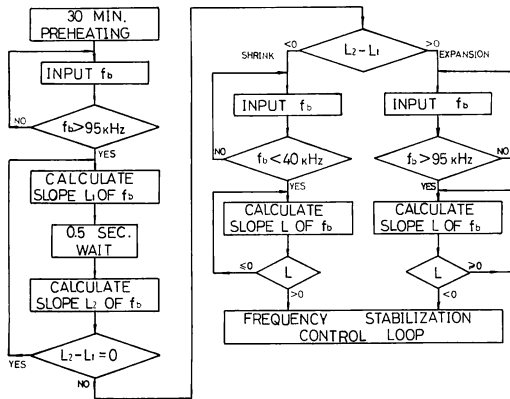 30 MIN.
PREHEATING
INPUT fb
NO
fb>95KHz
YES
CALCULATE
SLOPE L1 OF fb
0.5 SEC.
WAIT
CALCULATE
SLOPE L2 OF fb
YES
L2-L1=0
NO
SHRINK
<0
L2-L1
>0
EXPANSION
INPUT fb
NO
fb<40KHz
YES
CALCULATE
SLOPE L OF fb
≤0
L
>0
INPUT fb
fb>95KHz
NO
YES
CALCULATE
SLOPE L OF fb
L
≥0
<0
FREQUENCY STABILIZATION
CONTROL LOOP